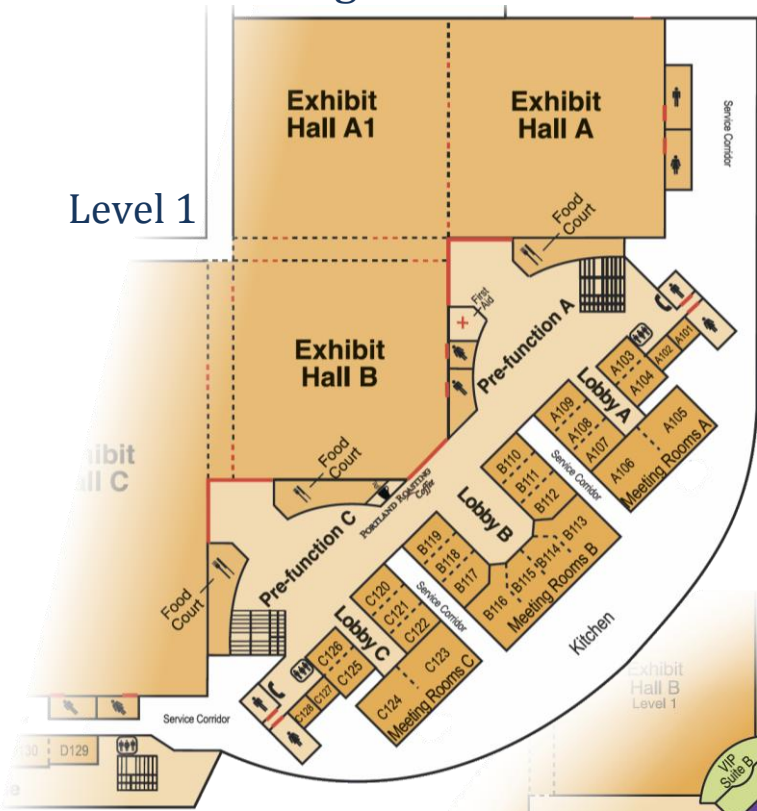 Level 1
Exhibit
Hall A1
Exhibit
Hall A
Service Corridor
Food
Court
First
Aid
Pre-function A
Exhibit
Hall B
A101
A102
A103
A104
Lobby A
A105
A106
Meeting Rooms A
A109
A108
A107
Service Corridor
B110
B111
B112
Lobby B
B113
B114
B115
B116
Meeting Rooms B
B119
B118
B117
Food
Court
PORTLAND ROASTING
Coffee
Pre-function C
Food
Court
C120
C121
C122
Service Corridor
Lobby C
C123
C124
Meeting Rooms C
C126
C125
C127
C128
Kitchen
Service Corridor
D129
Exhibit
Hall B
Level 1
VIP
Suite B